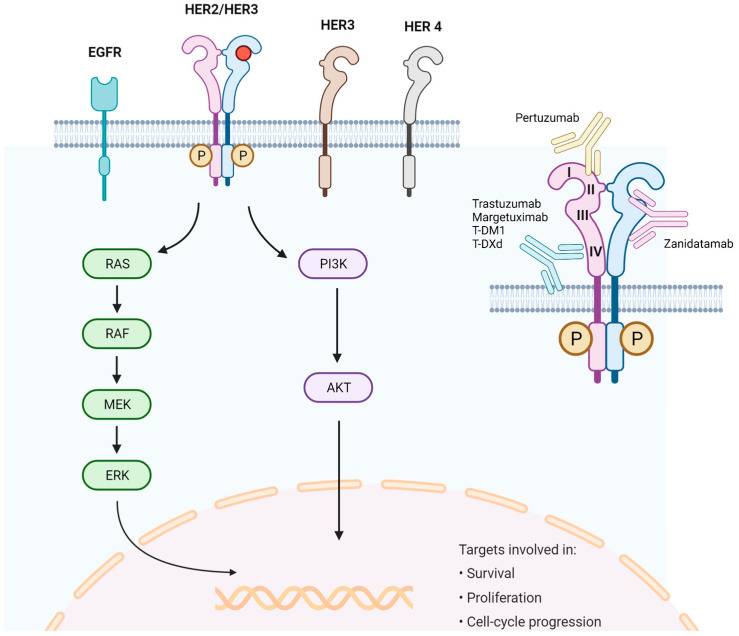 HER2/HER3
EGFR
HER3
HER 4
P
P
Pertuzumab
I
II
III
IV
Trastuzumab
Margetuximab
T-DM1
T-DXd
Zanidatamab
P
P
RAS
PI3K
RAF
AKT
MEK
ERK
Targets involved in:
• Survival
• Proliferation
• Cell-cycle progression